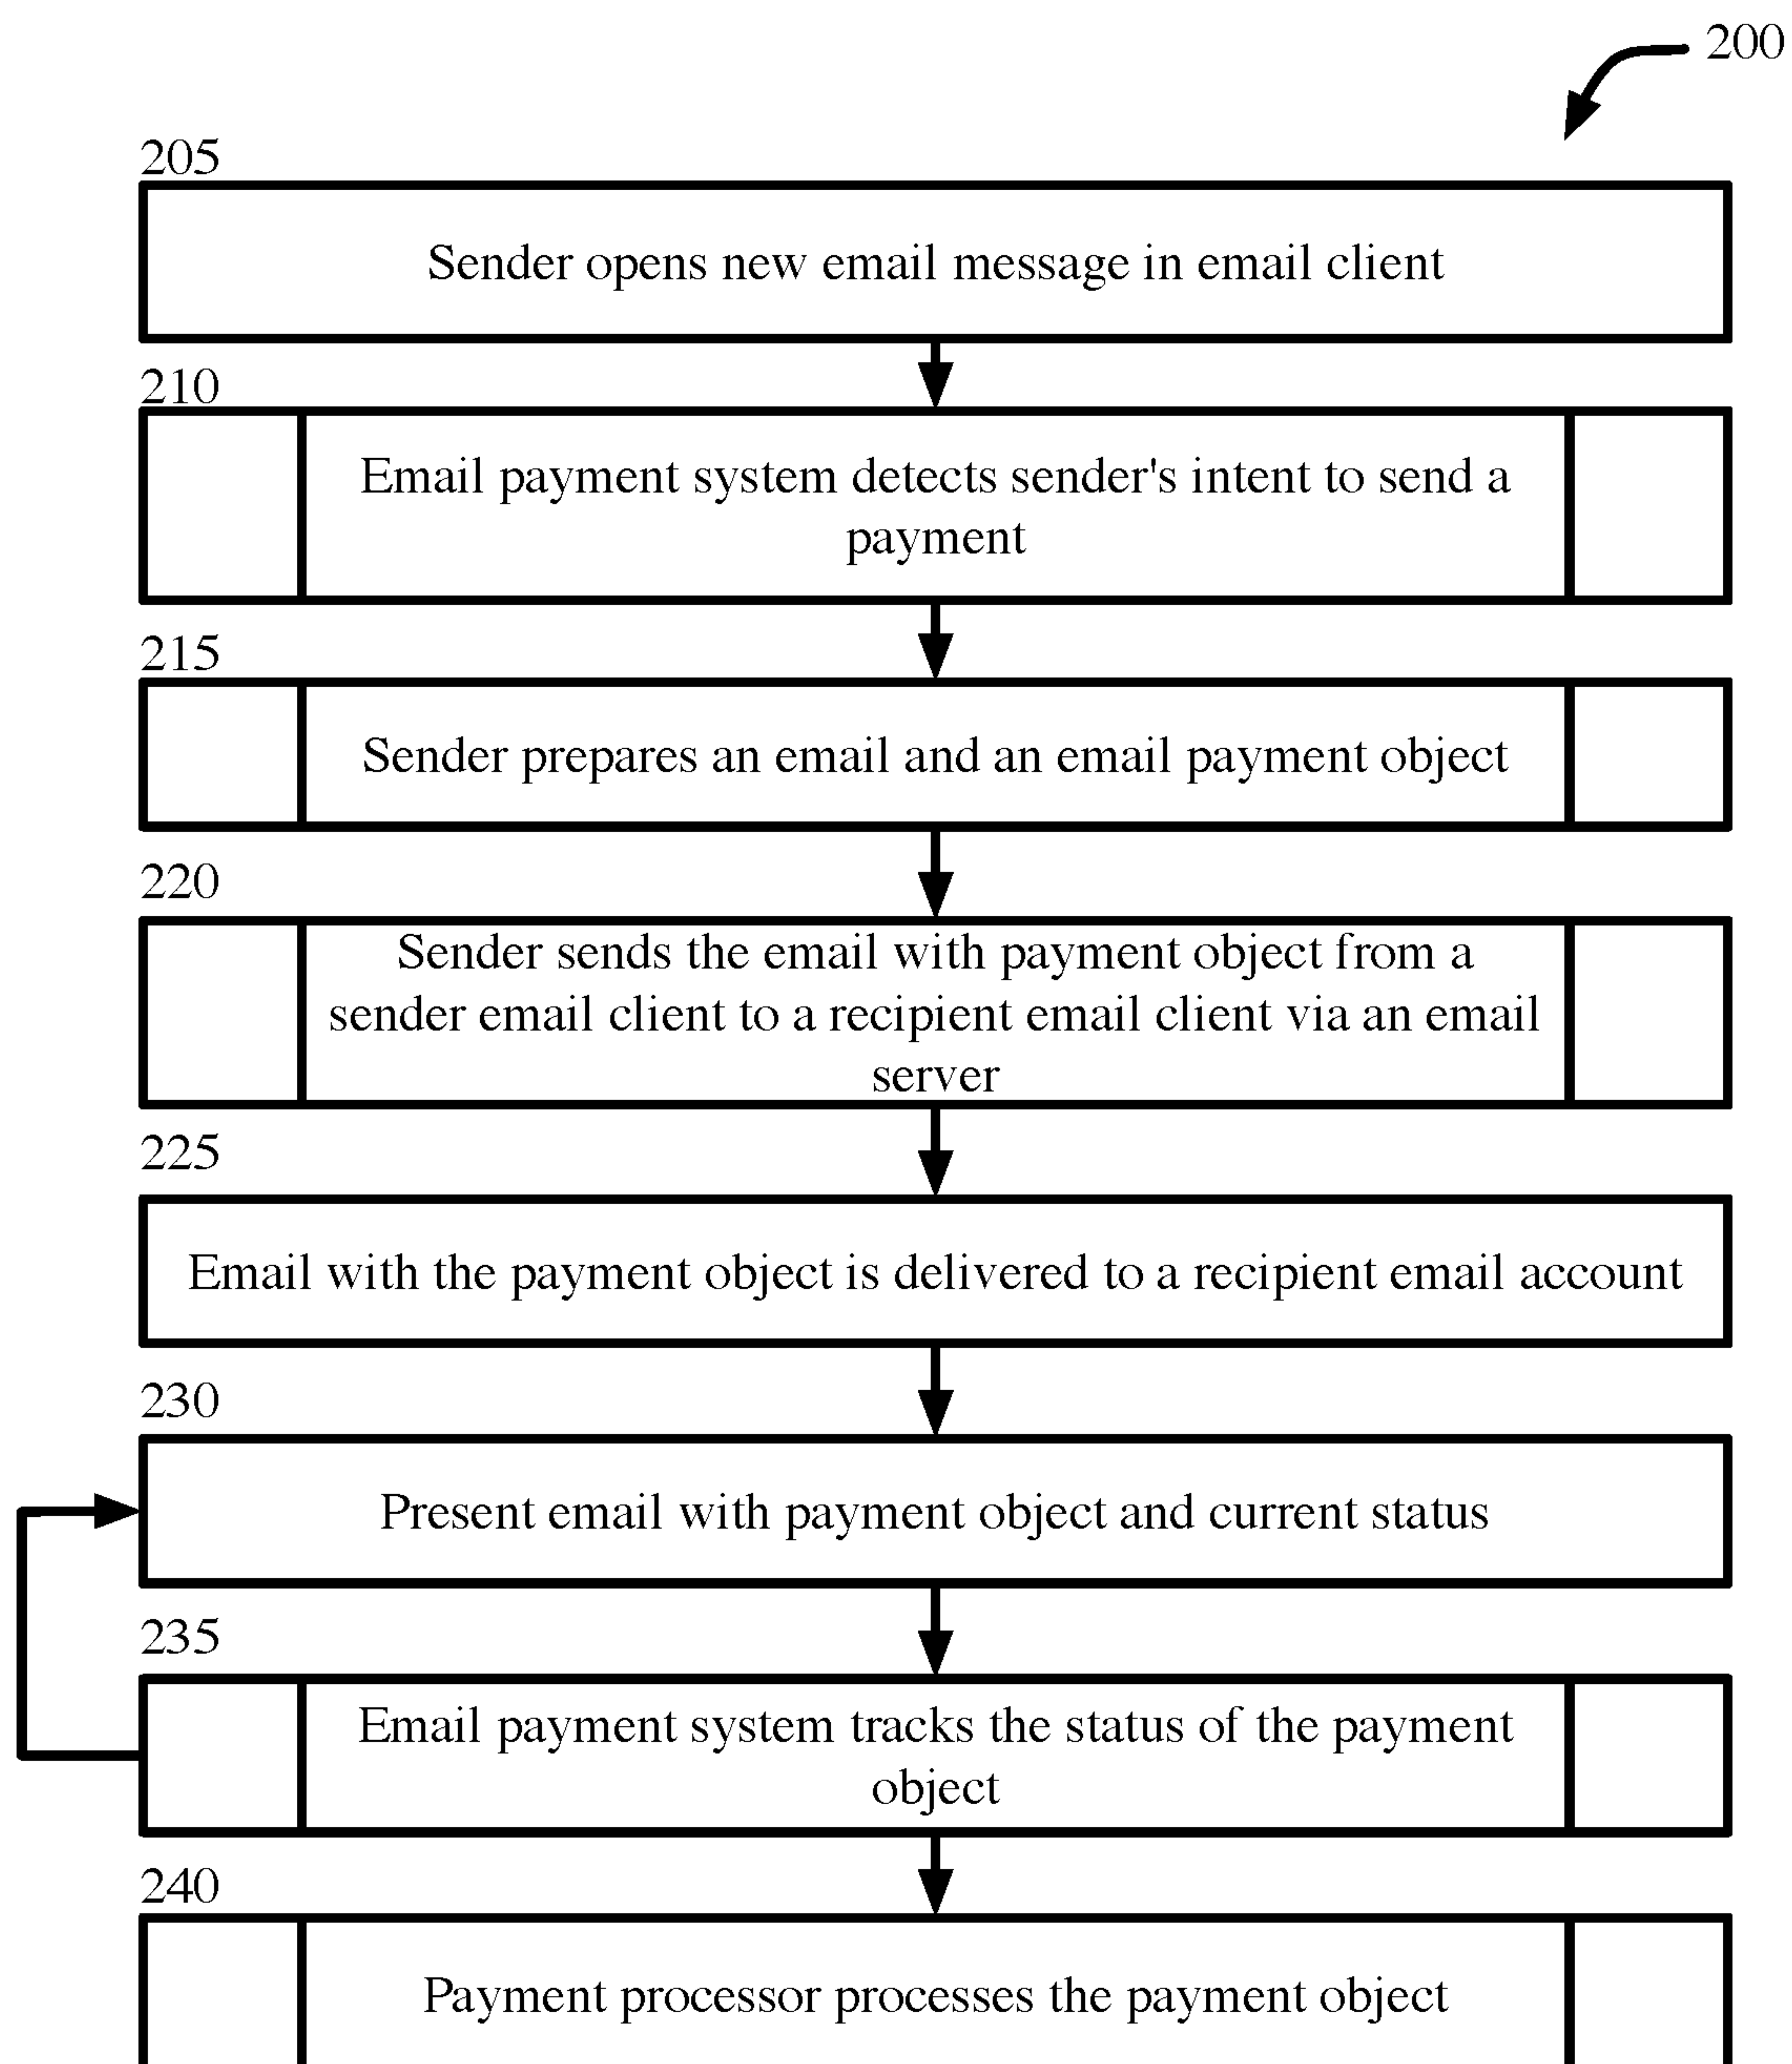 200
205
Sender opens new email message in email client
210
Email payment system detects sender's intent to send a
payment
215
Sender prepares an email and an email payment object
220
Sender sends the email with payment object from a
sender email client to a recipient email client via an email
server
225
Email with the payment object is delivered to a recipient email account
230
Present email with payment object and current status
235
Email payment system tracks the status of the payment
object
240
Payment processor processes the payment object